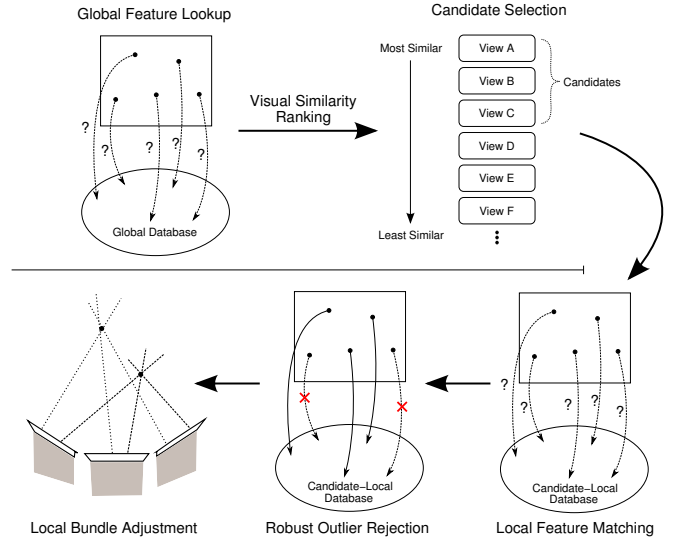 Global Feature Lookup
?
?
?
?
?
Global Database
Visual Similarity
Ranking
Candidate Selection
Most Similar
Least Similar
View A
View B
View C
View D
View E
View F
Candidates
?
?
?
?
?
Candidate-Local
Database
Local Feature Matching
Candidate-Local
Database
Robust Outlier Rejection
Local Bundle Adjustment